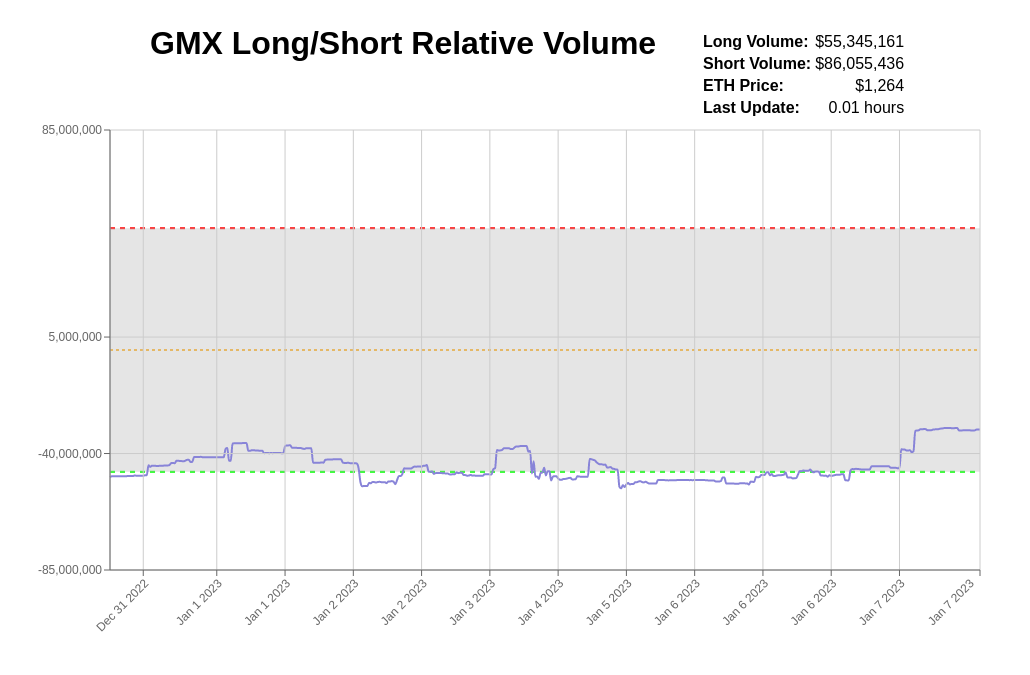 GMX Long/Short Relative Volume
Long Volume: $55,345,161
Short Volume: $86,055,436
ETH Price: $1,264
Last Update: 0.01 hours
85,000,000
5,000,000
-40,000,000
-85,000,000
Dec 31 2022
Jan 1 2023
Jan 1 2023
Jan 2 2023
Jan 2 2023
Jan 3 2023
Jan 4 2023
Jan 5 2023
Jan 6 2023
Jan 6 2023
Jan 6 2023
Jan 7 2023
Jan 7 2023